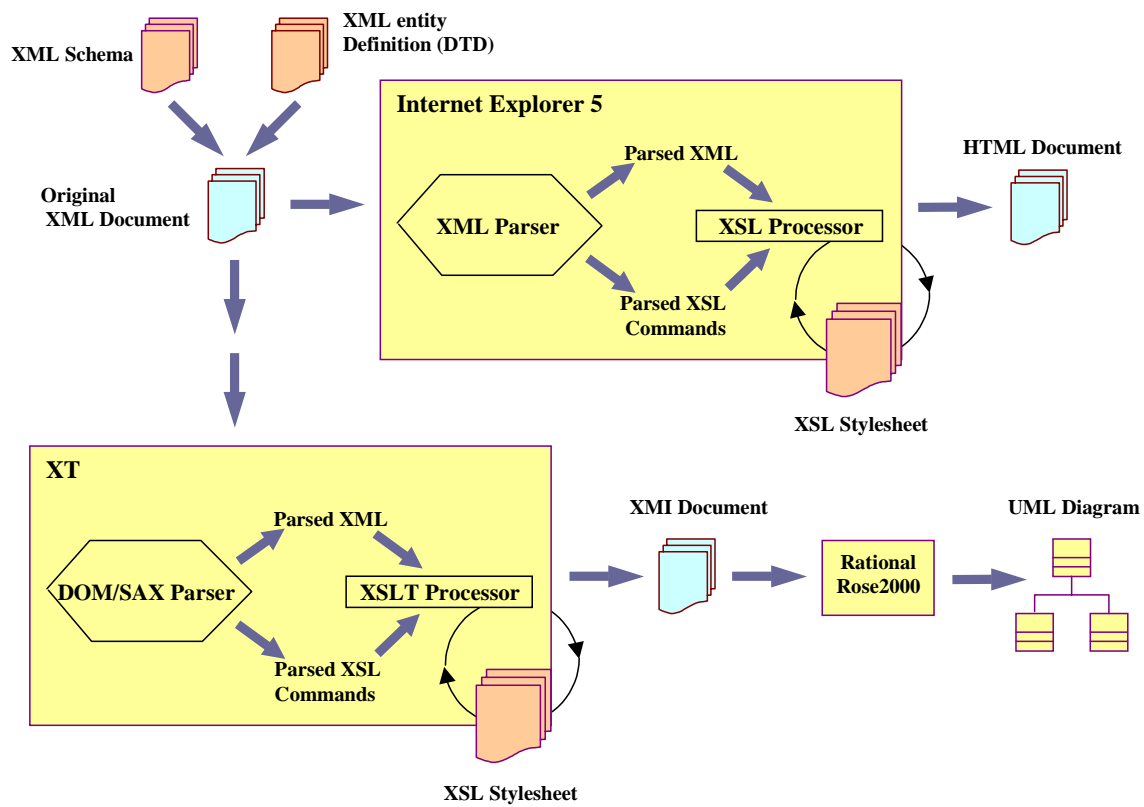 XML Schema
XML entity
Definition (DTD)
Internet Explorer 5
Original
XML Document
Parsed XML
XML Parser
XSL Processor
Parsed XSL
Commands
HTML Document
XSL Stylesheet
XT
Parsed XML
DOM/SAX Parser
XSLT Processor
Parsed XSL
Commands
XSL Stylesheet
XMI Document
Rational
Rose2000
UML Diagram